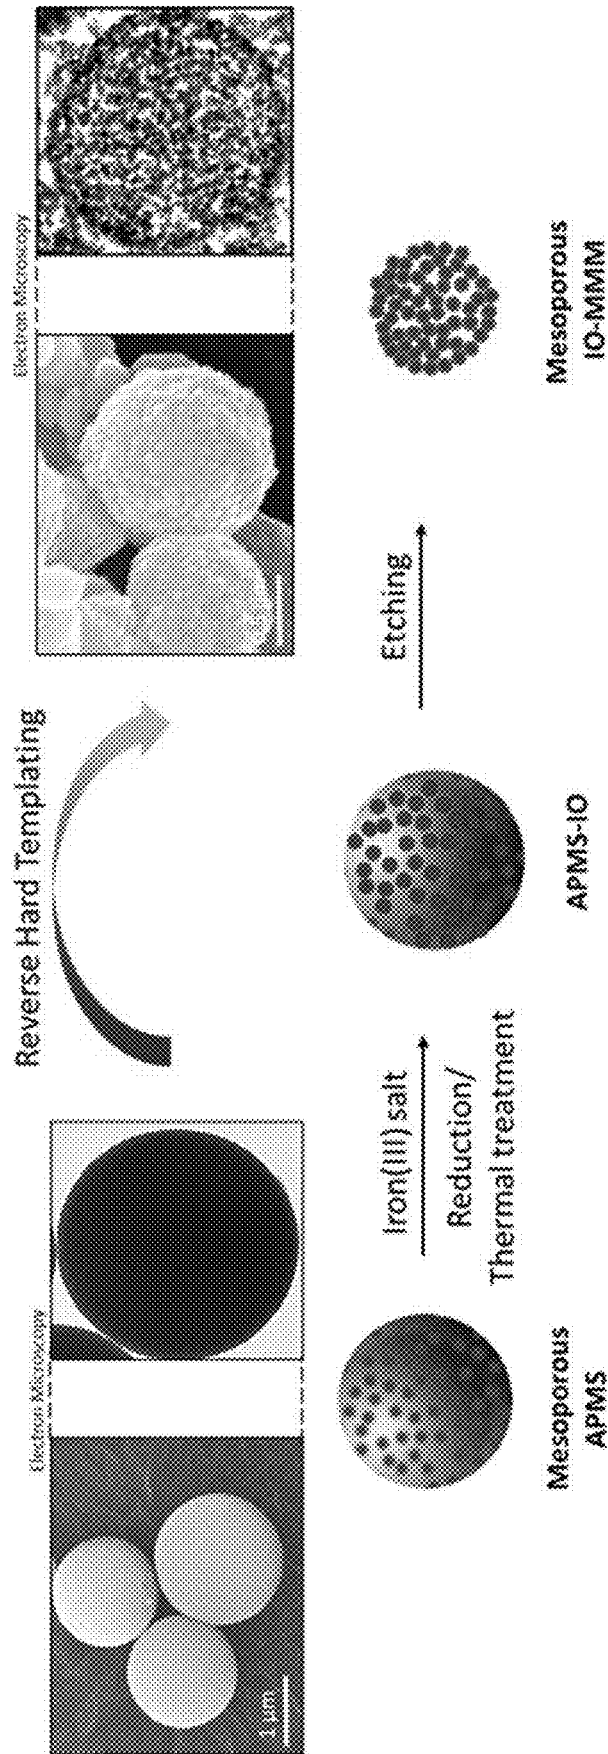 Electron Microscopy
1 µm
Reverse Hard Templating
Electron Microscopy
Mesoporous
APMS
Iron(III) salt
Reduction/
Thermal treatment
APMS-IO
Etching
Mesoporous
IO-MMM